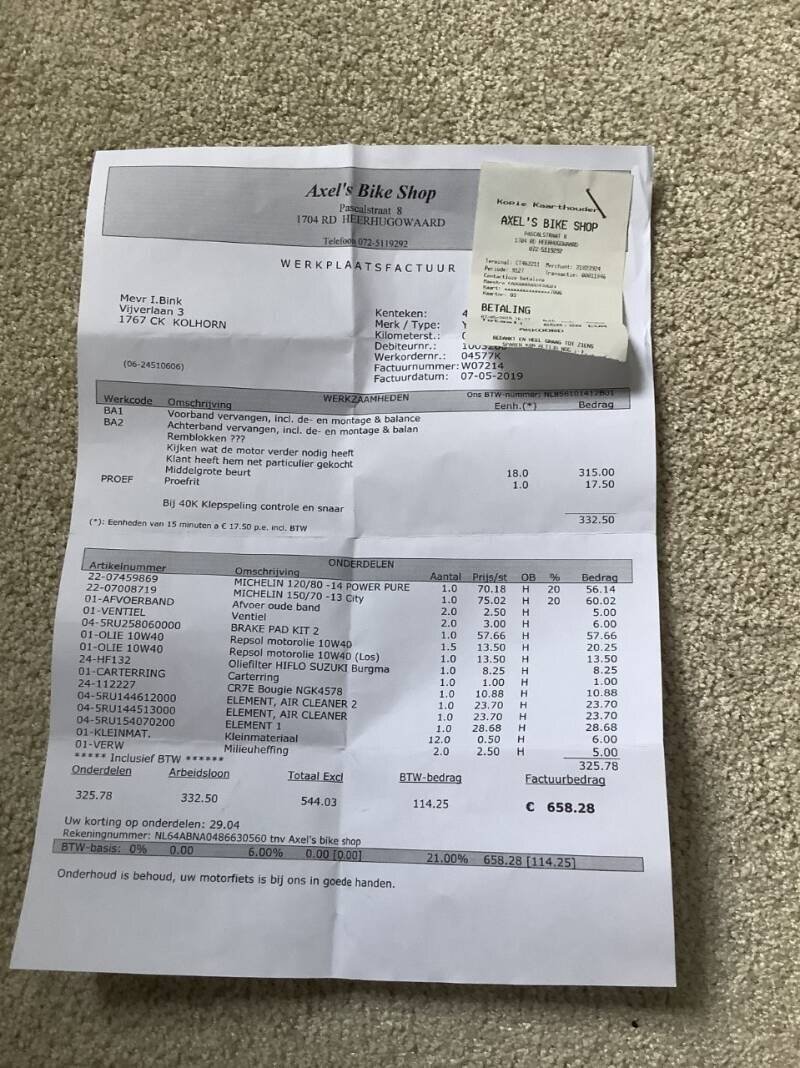 Axel's Bike Shop
Pascalstraat 8
1704 RD HEERHUGOWAARD
Telefoon 072-5119292
WERKPLAATSFACTUUR
Kopie Kaarthouder
AXEL'S BIKE SHOP
PASCALSTRAAT 8
1704 RD HEERHUGOWAARD
072-5119292
Terminal: Merchant:
Periode: 9127 Transactie:
Contactloze betaling
Kaart:
BETALING
BEDANKT EN HEEL GRAAG TOT ZIENS
Mevr I.Bink
Vijverlaan 3
1767 CK KOLHORN
(06-24510606)
Kenteken: 4
Merk / Type: Y
Kilometerst.:
Debiteurnr.:
Werkordernr.: 04577K
Factuurnummer: W07214
Factuurdatum: 07-05-2019
WERKZAAMHEDEN Ons BTW-nummer:
Werkcode Omschrijving Eenh.(*) Bedrag
BA1 Voorband vervangen, incl. de- en montage & balance
BA2 Achterband vervangen, incl. de- en montage & balan
Remblokken ???
Kijken wat de motor verder nodig heeft
Klant heeft hem net particulier gekocht
Middelgrote beurt 18.0 315.00
PROEF Proefrit 1.0 17.50
Bij 40K Klepspeling controle en snaar
332.50
(*): Eenheden van 15 minuten a € 17.50 p.e. incl. BTW
ONDERDELEN
Artikelnummer Omschrijving Aantal Prijs/st OB % Bedrag
22-07459869 MICHELIN 120/80 -14 POWER PURE 1.0 70.18 H 20 56.14
22-07008719 MICHELIN 150/70 -13 City 1.0 75.02 H 20 60.02
01-AFVOERBAND Afvoer oude band 2.0 2.50 H 5.00
01-VENTIEL Ventiel 2.0 3.00 H 6.00
04-5RU258060000 BRAKE PAD KIT 2 1.0 57.66 H 57.66
01-OLIE 10W40 Repsol motorolie 10W40 1.5 13.50 H 20.25
01-OLIE 10W40 Repsol motorolie 10W40 (Los) 1.0 13.50 H 13.50
24-HF132 Oliefilter HIFLO SUZUKI Burgma 1.0 8.25 H 8.25
01-CARTERRING Carterring 1.0 1.00 H 1.00
24-112227 CR7E Bougie NGK4578 1.0 10.88 H 10.88
04-5RU144612000 ELEMENT, AIR CLEANER 2 1.0 23.70 H 23.70
04-5RU144513000 ELEMENT, AIR CLEANER 1.0 23.70 H 23.70
04-5RU154070200 ELEMENT 1 1.0 28.68 H 28.68
01-KLEINMAT. Kleinmateriaal 12.0 0.50 H 6.00
01-VERW Milieuheffing 2.0 2.50 H 5.00
***** Inclusief BTW ****** 325.78
Onderdelen Arbeidsloon Totaal Excl BTW-bedrag Factuurbedrag
325.78 332.50 544.03 114.25 € 658.28
Uw korting op onderdelen: 29.04
Rekeningnummer: NL64ABNA0486630560 tnv Axel's bike shop
BTW-basis: 0% 0.00 6.00% 0.00 [0.00] 21.00% 658.28 [114.25]
Onderhoud is behoud, uw motorfiets is bij ons in goede handen.